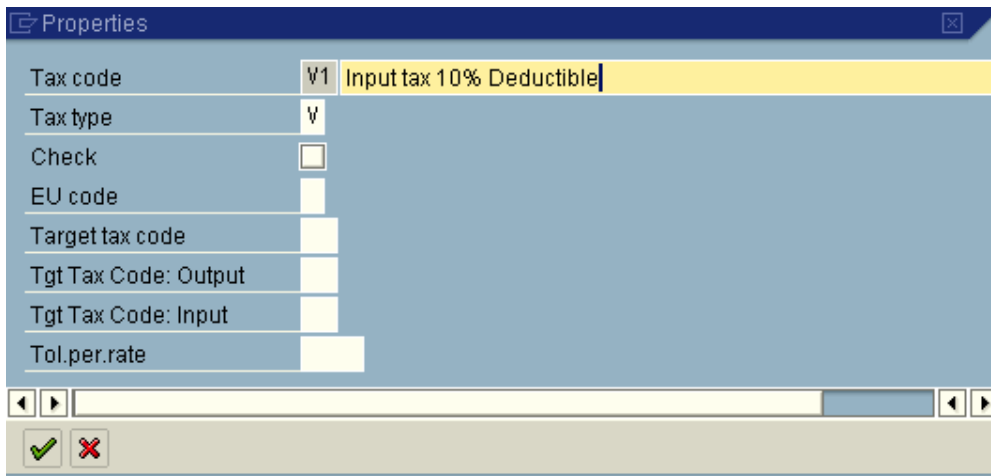 Properties
Tax code V1 Input tax 10% Deductible
Tax type V
Check
EU code
Target tax code
Tgt Tax Code: Output
Tgt Tax Code: Input
Tol.per.rate